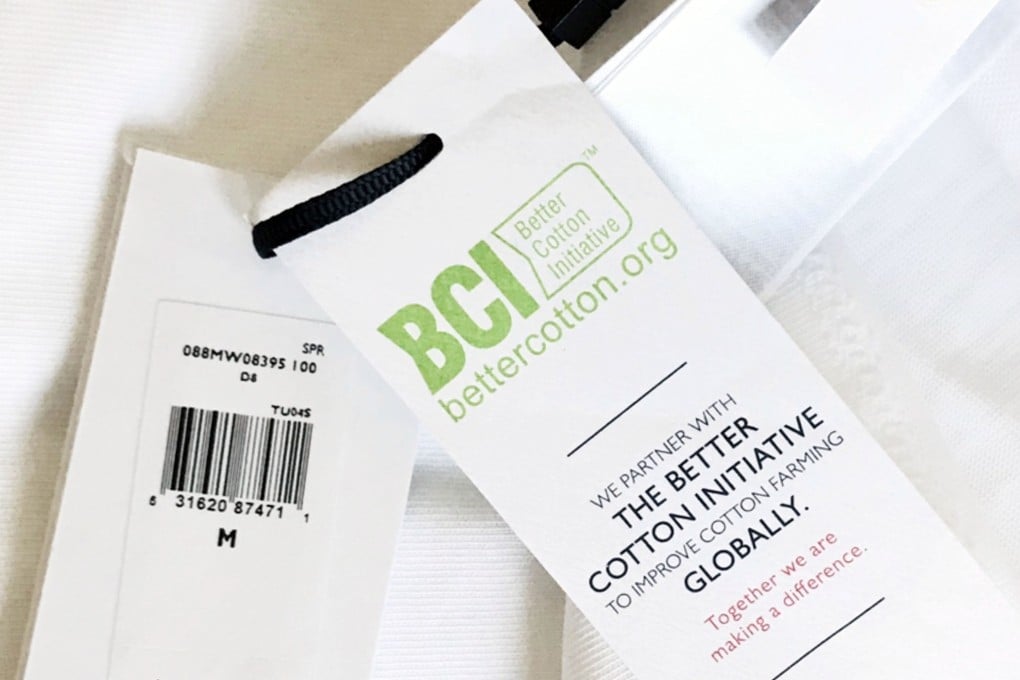 SPR
088MW08395 100
D8
TU04S
6 31620 87471 1
M
BCI
Better
Cotton
Initiative
TM
bettercotton.org
WE PARTNER WITH
THE BETTER
COTTON INITIATIVE
TO IMPROVE COTTON FARMING
GLOBALLY.
Together we are
making a difference.